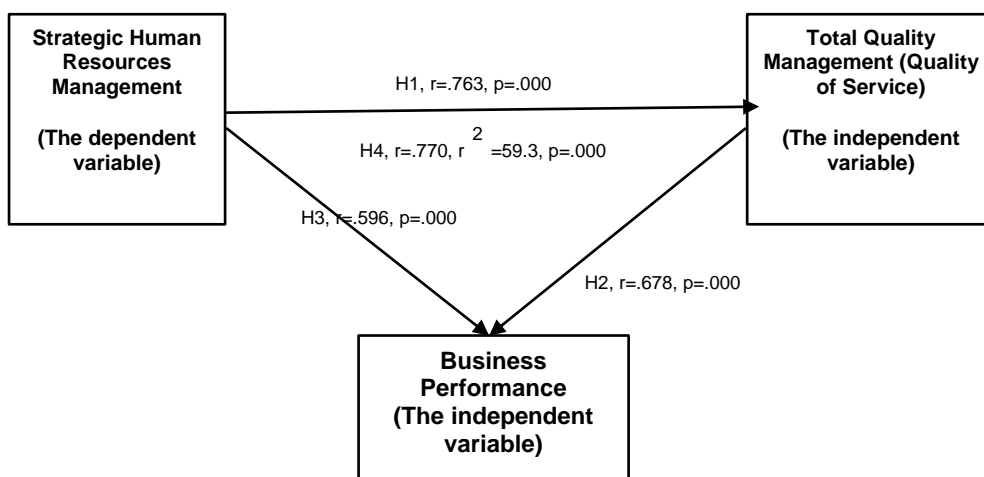 Strategic Human
Resources
Management
(The dependent
variable)
Total Quality
Management (Quality
of Service)
(The independent
variable)
H1, r=.763, p=.000
H4, r=.770, r 2 =59.3, p=.000
H3, r=.596, p=.000
H2, r=.678, p=.000
Business
Performance
(The independent
variable)